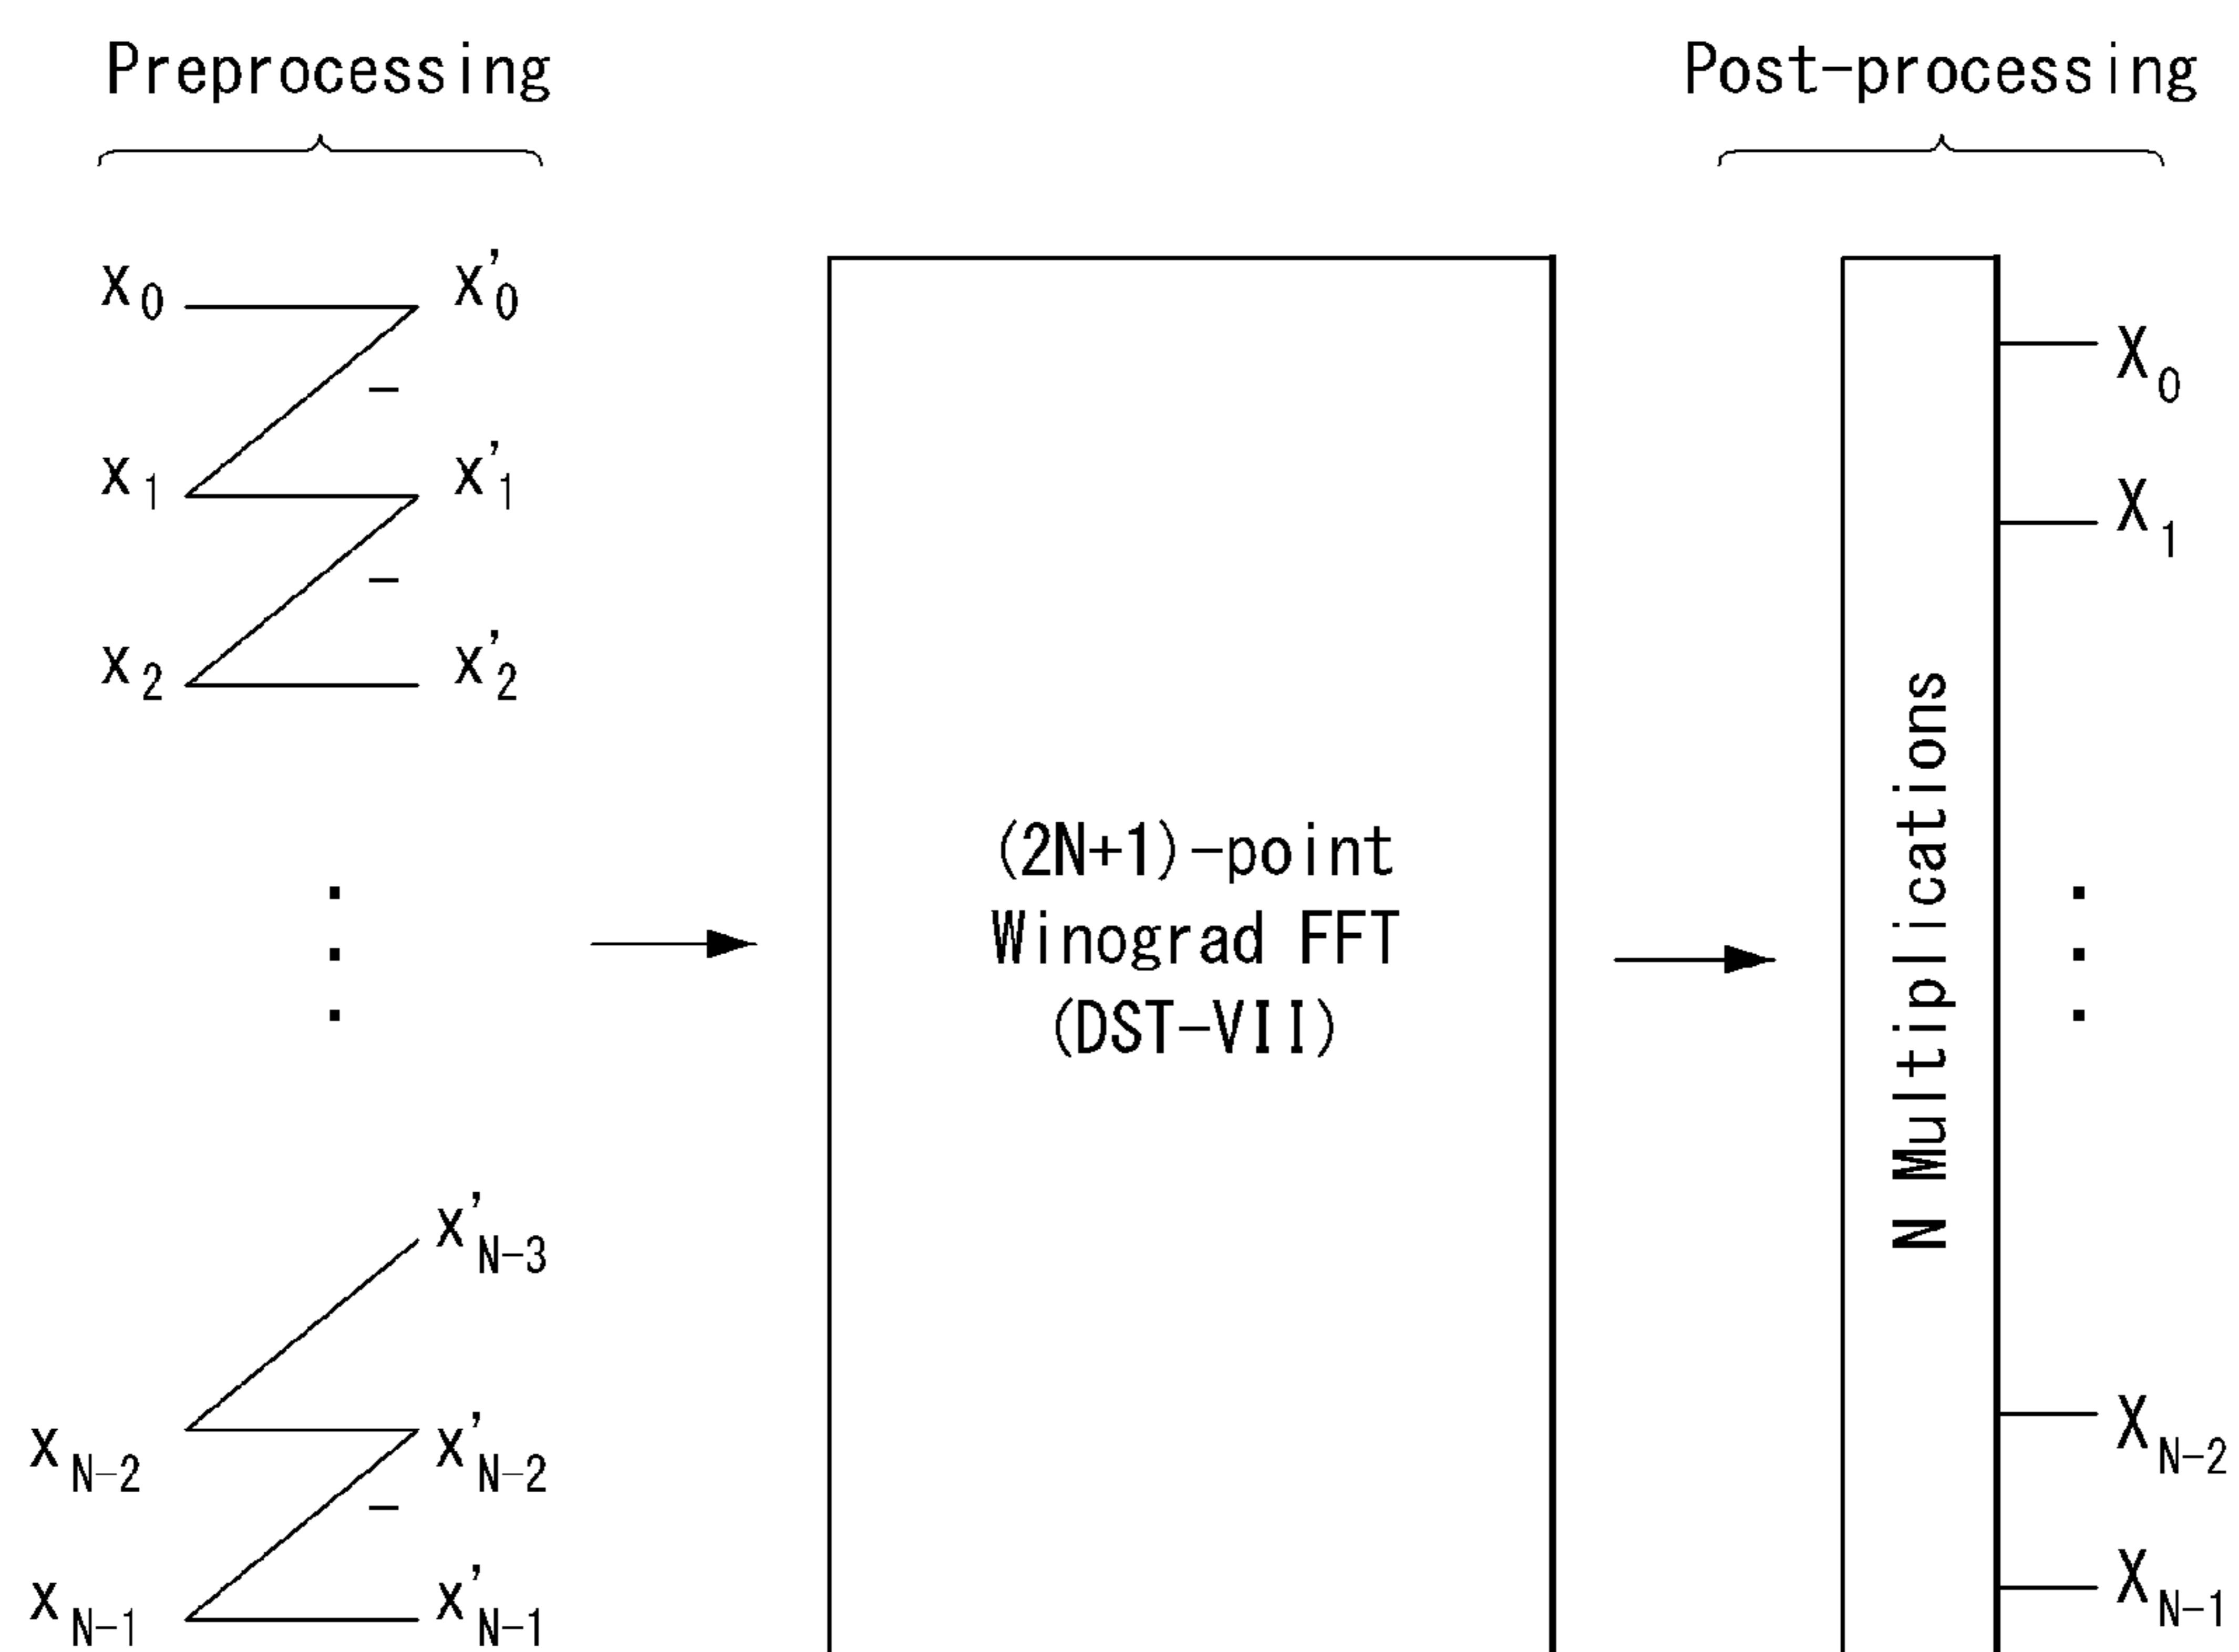 Preprocessing
Post-processing
x0 x'0
x1 x'1
x2 x'2
x'N-3
xN-2 x'N-2
xN-1 x'N-1
-
-
-
(2N+1)-point
Winograd FFT
(DST-VII)
N Multiplications
X0
X1
XN-2
XN-1